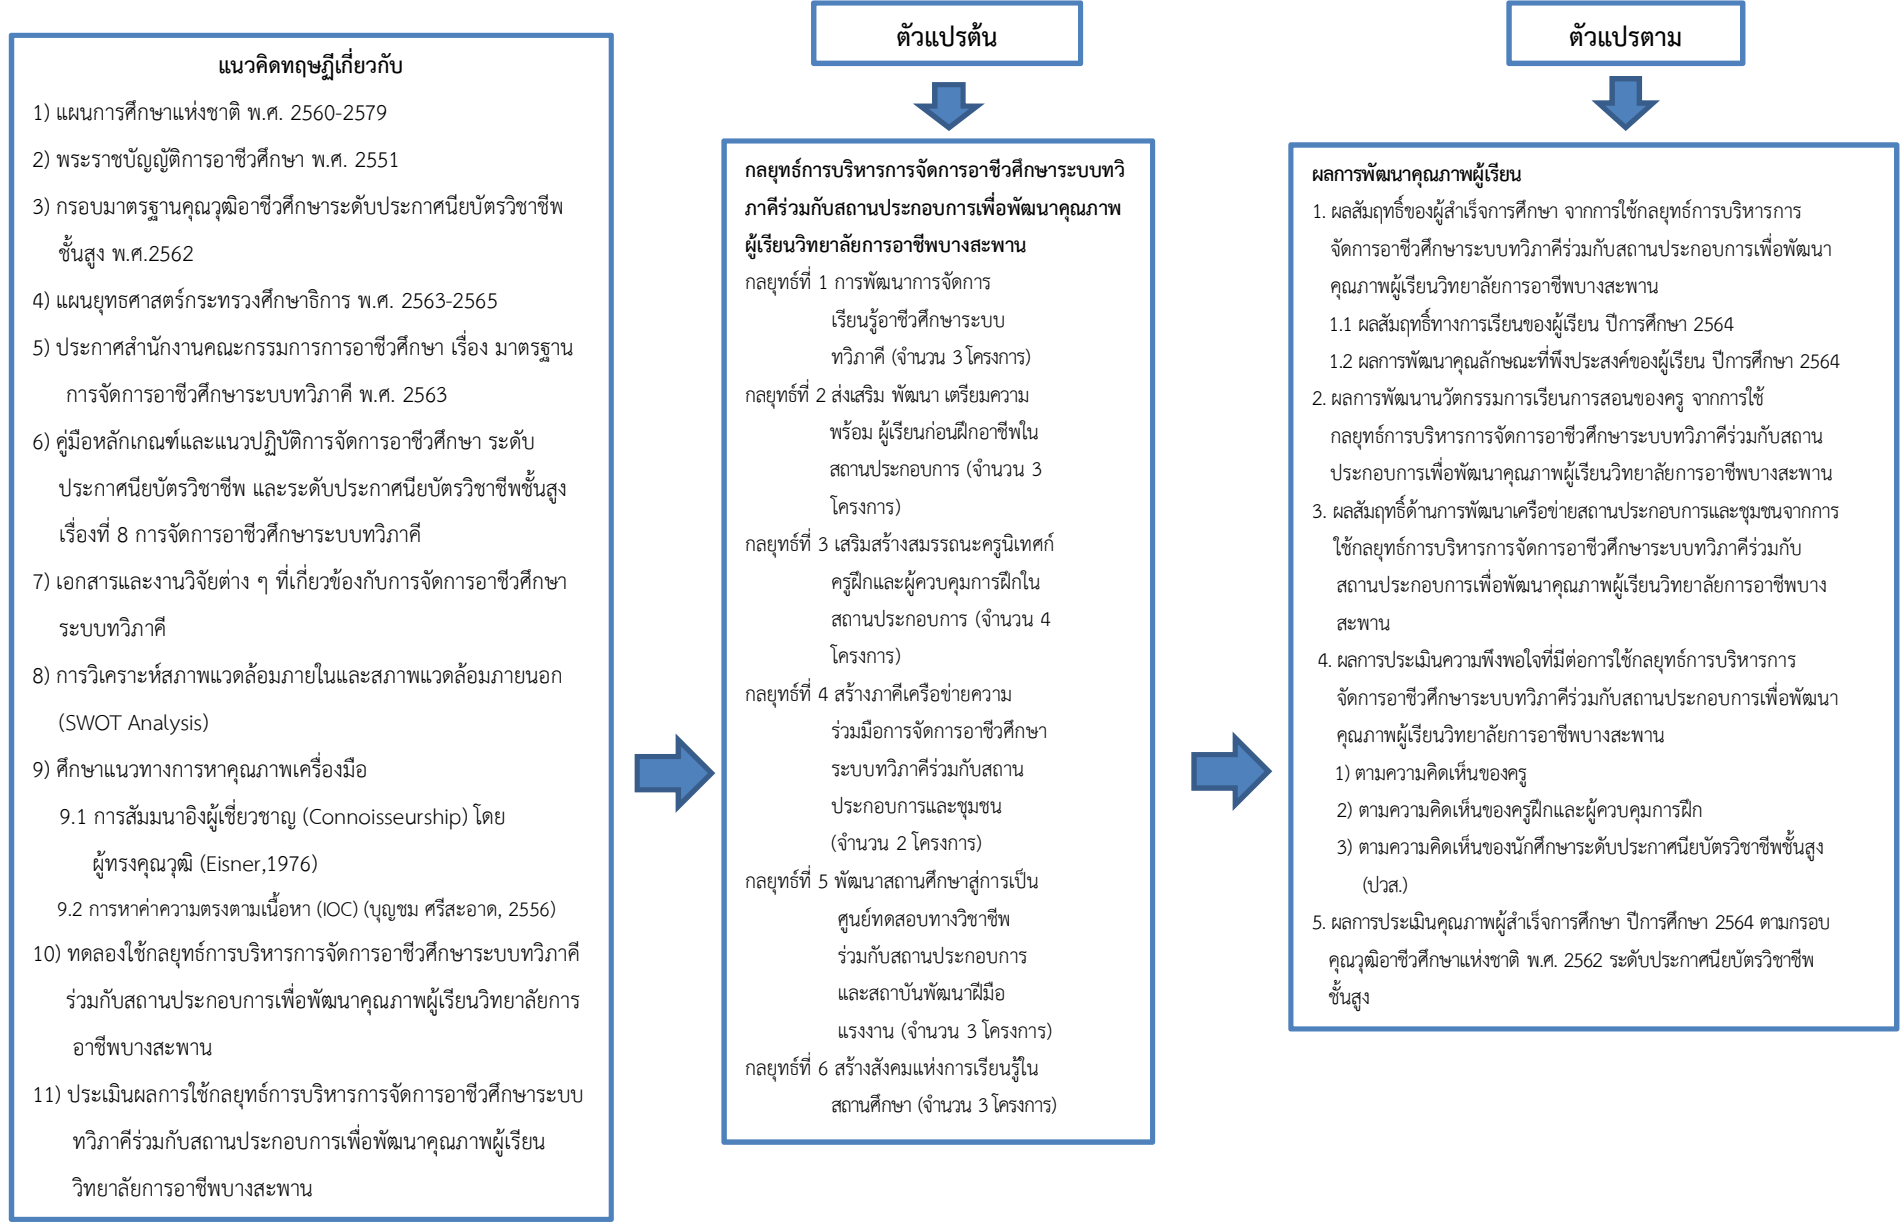 แนวคิดทฤษฏีเกี่ยวกับ
1) แผนการศึกษาแห่งชาติ พ.ศ. 2560-2579
2) พระราชบัญญัติการอาชีวศึกษา พ.ศ. 2551
3) กรอบมาตรฐานคุณวุฒิอาชีวศึกษาระดับประกาศนียบัตรวิชาชีพ
ชั้นสูง พ.ศ.2562
4) แผนยุทธศาสตร์กระทรวงศึกษาธิการ พ.ศ. 2563-2565
5) ประกาศสำนักงานคณะกรรมการการอาชีวศึกษา เรื่อง มาตรฐาน
การจัดการอาชีวศึกษาระบบทวิภาคี พ.ศ. 2563
6) คู่มือหลักเกณฑ์และแนวปฏิบัติการจัดการอาชีวศึกษา ระดับ
ประกาศนียบัตรวิชาชีพ และระดับประกาศนียบัตรวิชาชีพชั้นสูง
เรื่องที่ 8 การจัดการอาชีวศึกษาระบบทวิภาคี
7) เอกสารและงานวิจัยต่าง ๆ ที่เกี่ยวข้องกับการจัดการอาชีวศึกษา
ระบบทวิภาคี
8) การวิเคราะห์สภาพแวดล้อมภายในและสภาพแวดล้อมภายนอก
(SWOT Analysis)
9) ศึกษาแนวทางการหาคุณภาพเครื่องมือ
9.1 การสัมมนาอิงผู้เชี่ยวชาญ (Connoisseurship) โดย
ผู้ทรงคุณวุฒิ (Eisner,1976)
9.2 การหาค่าความตรงตามเนื้อหา (IOC) (บุญชม ศรีสะอาด, 2556)
10) ทดลองใช้กลยุทธ์การบริหารการจัดการอาชีวศึกษาระบบทวิภาคี
ร่วมกับสถานประกอบการเพื่อพัฒนาคุณภาพผู้เรียนวิทยาลัยการ
อาชีพบางสะพาน
11) ประเมินผลการใช้กลยุทธ์การบริหารการจัดการอาชีวศึกษาระบบ
ทวิภาคีร่วมกับสถานประกอบการเพื่อพัฒนาคุณภาพผู้เรียน
วิทยาลัยการอาชีพบางสะพาน
ตัวแปรต้น
กลยุทธ์การบริหารการจัดการอาชีวศึกษาระบบทวิ
ภาคีร่วมกับสถานประกอบการเพื่อพัฒนาคุณภาพ
ผู้เรียนวิทยาลัยการอาชีพบางสะพาน
กลยุทธ์ที่ 1 การพัฒนาการจัดการ
เรียนรู้อาชีวศึกษาระบบ
ทวิภาคี (จำนวน 3 โครงการ)
กลยุทธ์ที่ 2 ส่งเสริม พัฒนา เตรียมความ
พร้อม ผู้เรียนก่อนฝึกอาชีพใน
สถานประกอบการ (จำนวน 3
โครงการ)
กลยุทธ์ที่ 3 เสริมสร้างสมรรถนะครูนิเทศก์
ครูฝึกและผู้ควบคุมการฝึกใน
สถานประกอบการ (จำนวน 4
โครงการ)
กลยุทธ์ที่ 4 สร้างภาคีเครือข่ายความ
ร่วมมือการจัดการอาชีวศึกษา
ระบบทวิภาคีร่วมกับสถาน
ประกอบการและชุมชน
(จำนวน 2 โครงการ)
กลยุทธ์ที่ 5 พัฒนาสถานศึกษาสู่การเป็น
ศูนย์ทดสอบทางวิชาชีพ
ร่วมกับสถานประกอบการ
และสถาบันพัฒนาฝีมือ
แรงงาน (จำนวน 3 โครงการ)
กลยุทธ์ที่ 6 สร้างสังคมแห่งการเรียนรู้ใน
สถานศึกษา (จำนวน 3 โครงการ)
ตัวแปรตาม
ผลการพัฒนาคุณภาพผู้เรียน
1. ผลสัมฤทธิ์ของผู้สำเร็จการศึกษา จากการใช้กลยุทธ์การบริหารการ
จัดการอาชีวศึกษาระบบทวิภาคีร่วมกับสถานประกอบการเพื่อพัฒนา
คุณภาพผู้เรียนวิทยาลัยการอาชีพบางสะพาน
1.1 ผลสัมฤทธิ์ทางการเรียนของผู้เรียน ปีการศึกษา 2564
1.2 ผลการพัฒนาคุณลักษณะที่พึงประสงค์ของผู้เรียน ปีการศึกษา 2564
2. ผลการพัฒนานวัตกรรมการเรียนการสอนของครู จากการใช้
กลยุทธ์การบริหารการจัดการอาชีวศึกษาระบบทวิภาคีร่วมกับสถาน
ประกอบการเพื่อพัฒนาคุณภาพผู้เรียนวิทยาลัยการอาชีพบางสะพาน
3. ผลสัมฤทธิ์ด้านการพัฒนาเครือข่ายสถานประกอบการและชุมชนจากการ
ใช้กลยุทธ์การบริหารการจัดการอาชีวศึกษาระบบทวิภาคีร่วมกับ
สถานประกอบการเพื่อพัฒนาคุณภาพผู้เรียนวิทยาลัยการอาชีพบาง
สะพาน
4. ผลการประเมินความพึงพอใจที่มีต่อการใช้กลยุทธ์การบริหารการ
จัดการอาชีวศึกษาระบบทวิภาคีร่วมกับสถานประกอบการเพื่อพัฒนา
คุณภาพผู้เรียนวิทยาลัยการอาชีพบางสะพาน
1) ตามความคิดเห็นของครู
2) ตามความคิดเห็นของครูฝึกและผู้ควบคุมการฝึก
3) ตามความคิดเห็นของนักศึกษาระดับประกาศนียบัตรวิชาชีพชั้นสูง
(ปวส.)
5. ผลการประเมินคุณภาพผู้สำเร็จการศึกษา ปีการศึกษา 2564 ตามกรอบ
คุณวุฒิอาชีวศึกษาแห่งชาติ พ.ศ. 2562 ระดับประกาศนียบัตรวิชาชีพ
ชั้นสูง